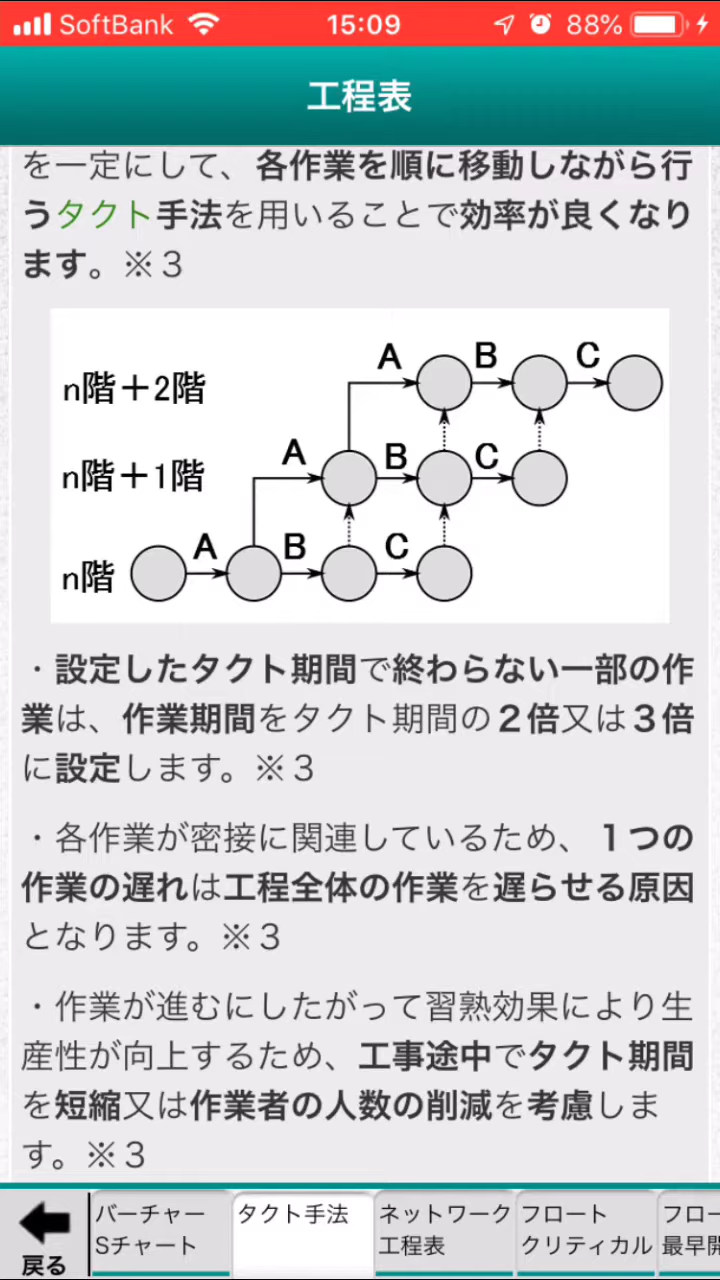 SoftBank 15:09 88%
工程表
を一定にして、各作業を順に移動しながら行
うタクト手法を用いることで効率が良くなり
ます。※３
n階＋2階 A B C
n階＋1階 A B C
n階 A B C
・設定したタクト期間で終わらない一部の作
業は、作業期間をタクト期間の２倍又は３倍
に設定します。※３
・各作業が密接に関連しているため、１つの
作業の遅れは工程全体の作業を遅らせる原因
となります。※３
・作業が進むにしたがって習熟効果により生
産性が向上するため、工事途中でタクト期間
を短縮又は作業者の人数の削減を考慮しま
す。※３
戻る
バーチャー
Sチャート
タクト手法
ネットワーク
工程表
フロート
クリティカル
フロー
最早開